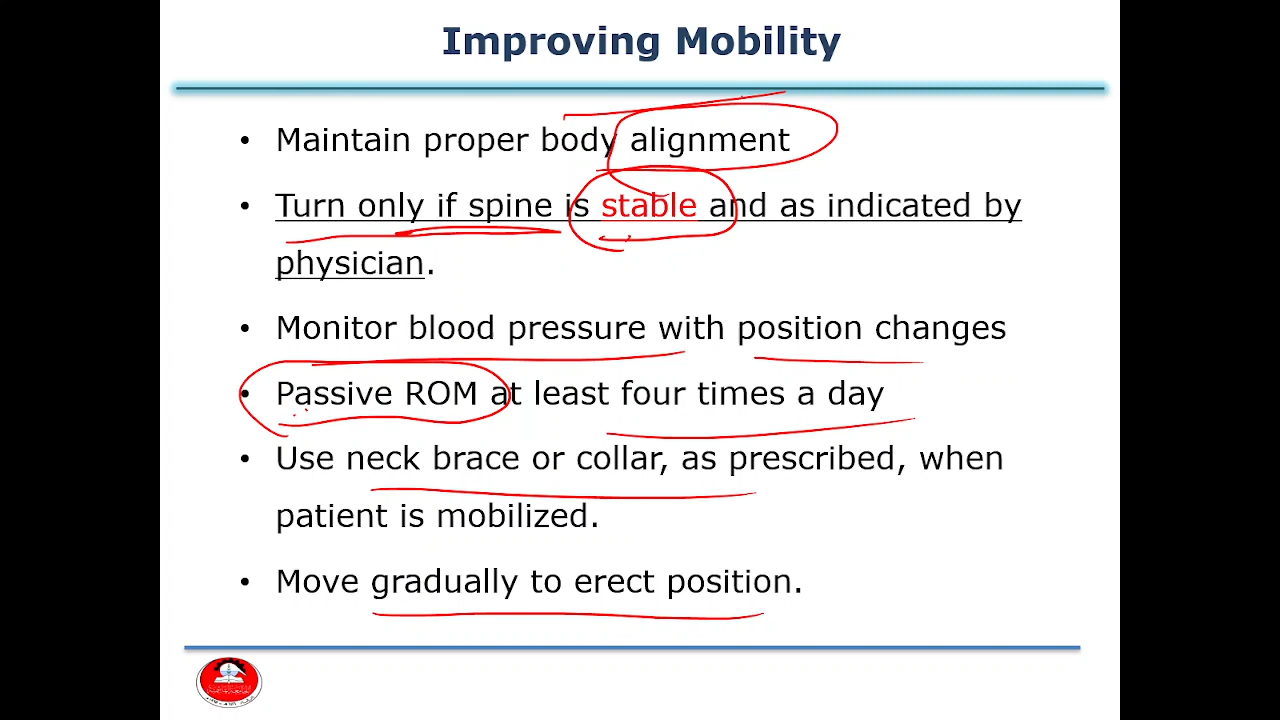 Improving Mobility
• Maintain proper body alignment
• Turn only if spine is stable and as indicated by
physician.
• Monitor blood pressure with position changes
• Passive ROM at least four times a day
• Use neck brace or collar, as prescribed, when
patient is mobilized.
• Move gradually to erect position.